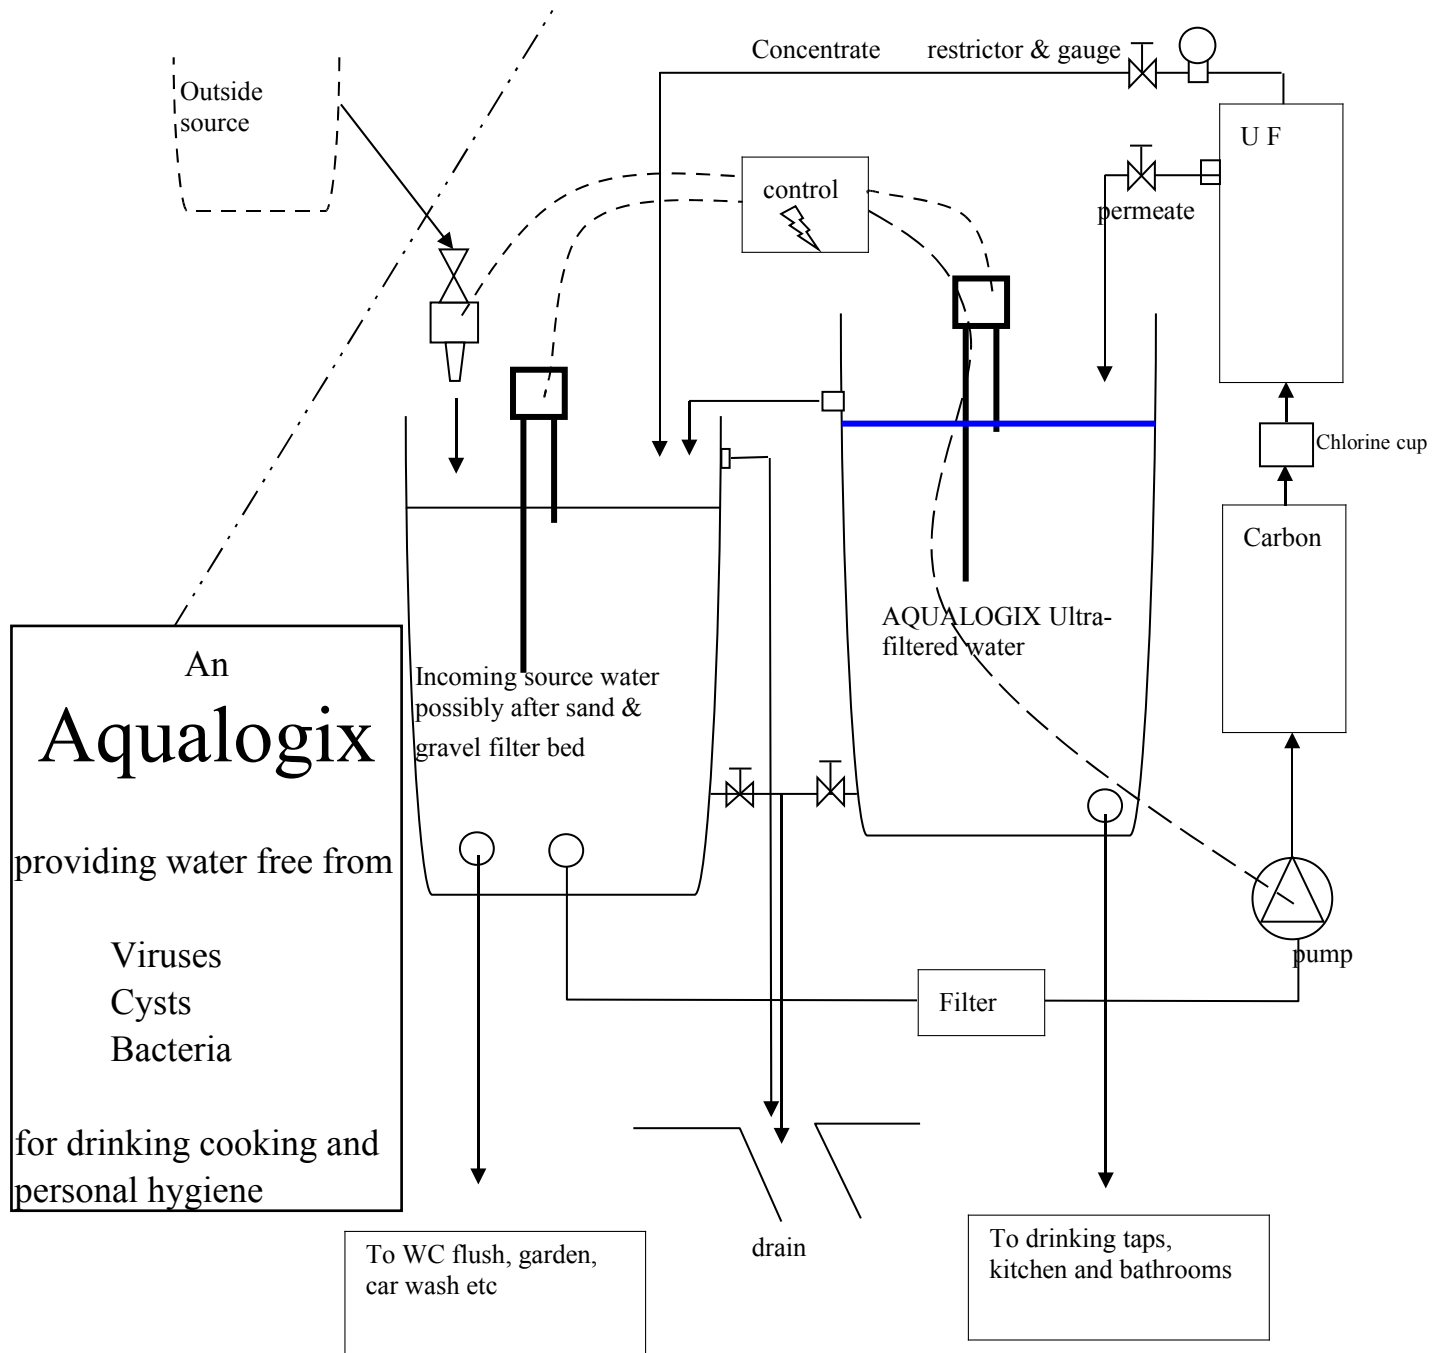 Concentrate restrictor & gauge
Outside
source
U F
control
permeate
Chlorine cup
Carbon
AQUALOGIX Ultra-
filtered water
An
Aqualogix
providing water free from
Viruses
Cysts
Bacteria
for drinking cooking and
personal hygiene
Incoming source water
possibly after sand &
gravel filter bed
pump
Filter
drain
To WC flush, garden,
car wash etc
To drinking taps,
kitchen and bathrooms